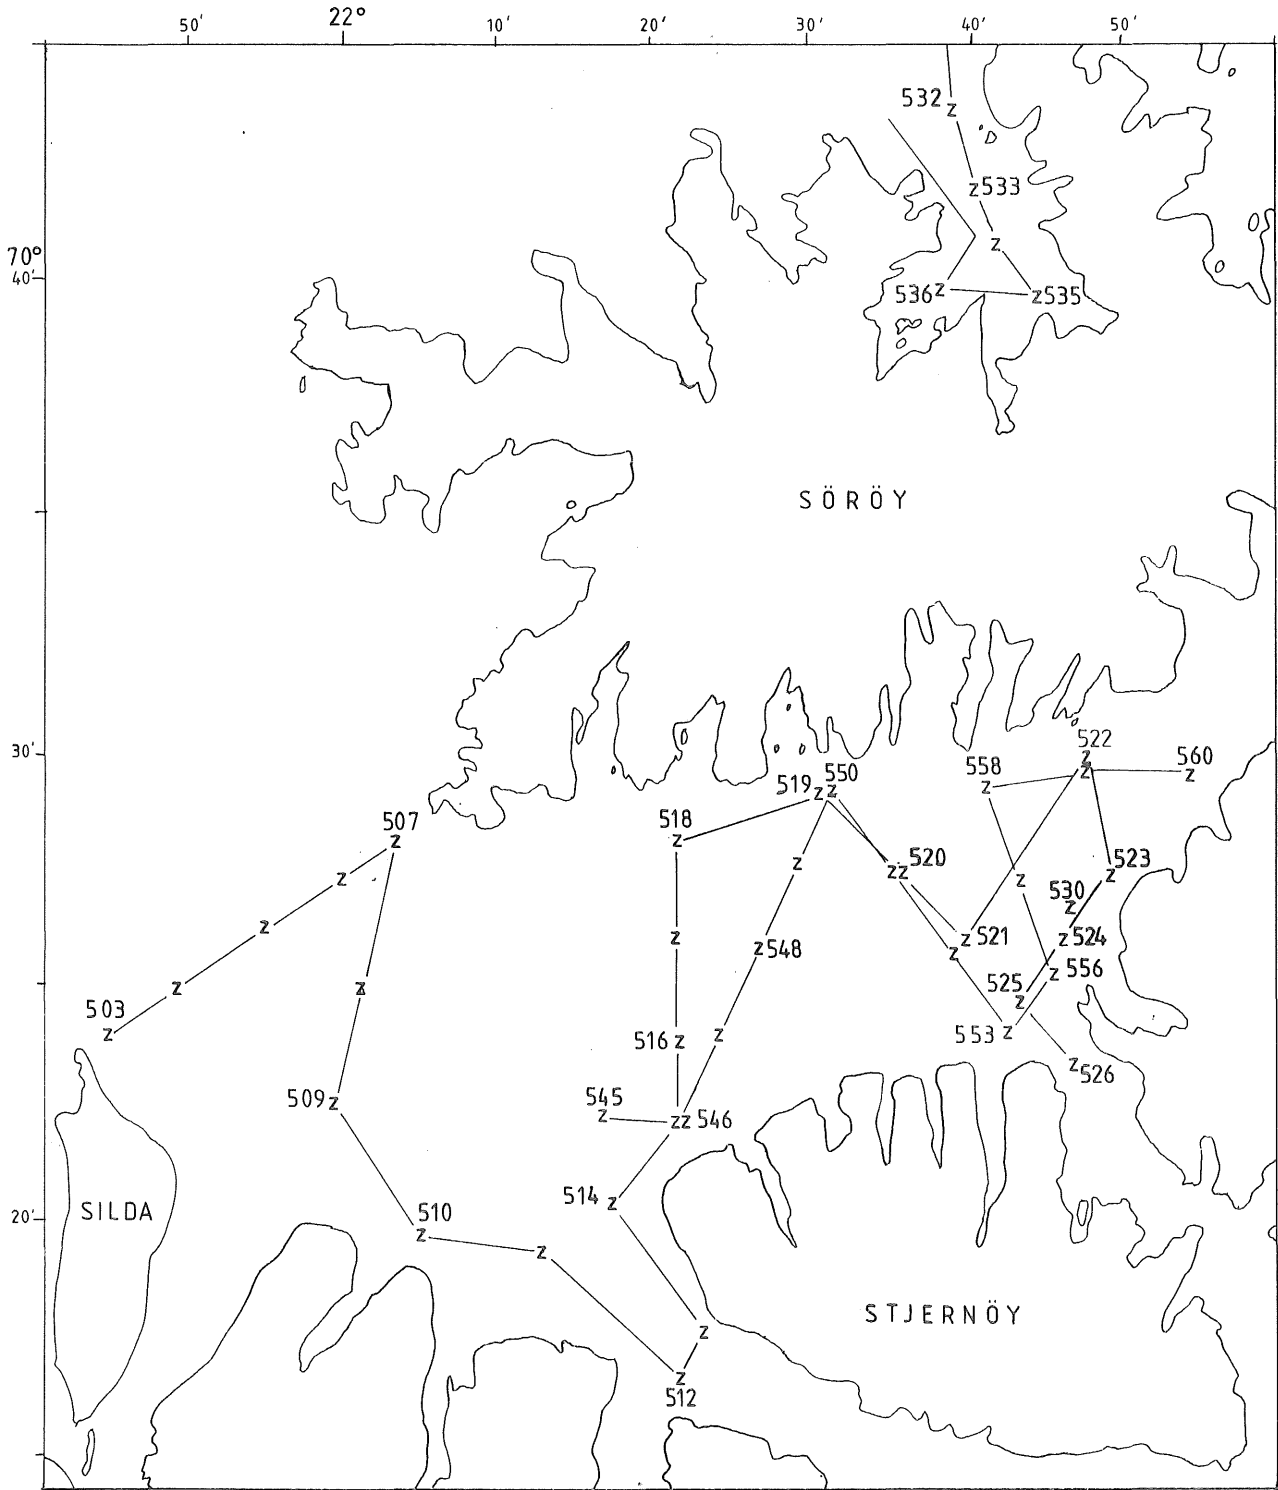 50' 22° 10' 20' 30' 40' 50'
532 Z
Z 533
Z
70°
40'
536 Z Z 535
SÖRÖY
30'
522
Z
558 Z 560
Z Z
519 Z Z 550
507
Z
518
Z
Z Z
520
Z Z
523
Z
Z
530
Z
Z
Z
Z 521
Z 524
Z 548
Z
Z
Z
556
Z
525
Z
503
Z
516 Z
Z
553 Z
Z
526
509 Z
545
Z
Z Z 546
514 Z
SILDA
20'
510
Z
Z
STJERNÖY
Z
Z
512